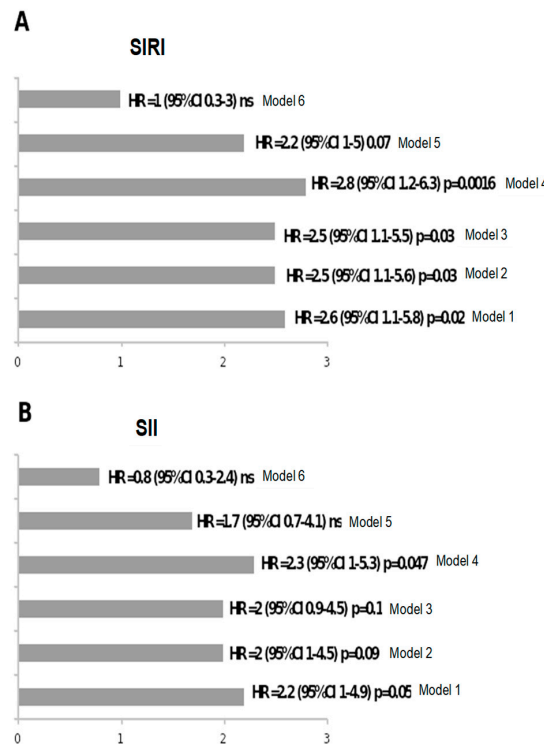 A
SIRI
HR=1 (95%CI 0.3-3) ns Model 6
HR=2.2 (95%CI 1-5) 0.07 Model 5
HR=2.8 (95%CI 1.2-6.3) p=0.0016 Model 4
HR=2.5 (95%CI 1.1-5.5) p=0.03 Model 3
HR=2.5 (95%CI 1.1-5.6) p=0.03 Model 2
HR=2.6 (95%CI 1.1-5.8) p=0.02 Model 1
0 1 2 3
B
SII
HR=0.8 (95%CI 0.3-2.4) ns Model 6
HR=1.7 (95%CI 0.7-4.1) ns Model 5
HR=2.3 (95%CI 1-5.3) p=0.047 Model 4
HR=2 (95%CI 0.9-4.5) p=0.1 Model 3
HR=2 (95%CI 1-4.5) p=0.09 Model 2
HR=2.2 (95%CI 1-4.9) p=0.05 Model 1
0 1 2 3